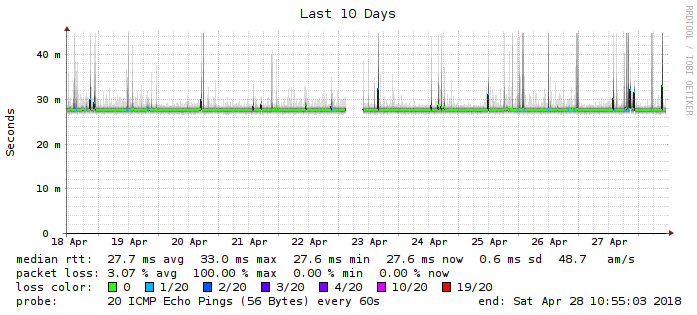 Last 10 Days
RRDTOOL / TOBI OETIKER
Seconds
40 m
30 m
20 m
10 m
0
18 Apr 19 Apr 20 Apr 21 Apr 22 Apr 23 Apr 24 Apr 25 Apr 26 Apr 27 Apr
median rtt: 27.7 ms avg 33.0 ms max 27.6 ms min 27.6 ms now 0.6 ms sd 48.7 am/s
packet loss: 3.07 % avg 100.00 % max 0.00 % min 0.00 % now
loss color: 0 1/20 2/20 3/20 4/20 10/20 19/20
probe: 20 ICMP Echo Pings (56 Bytes) every 60s end: Sat Apr 28 10:55:03 2018